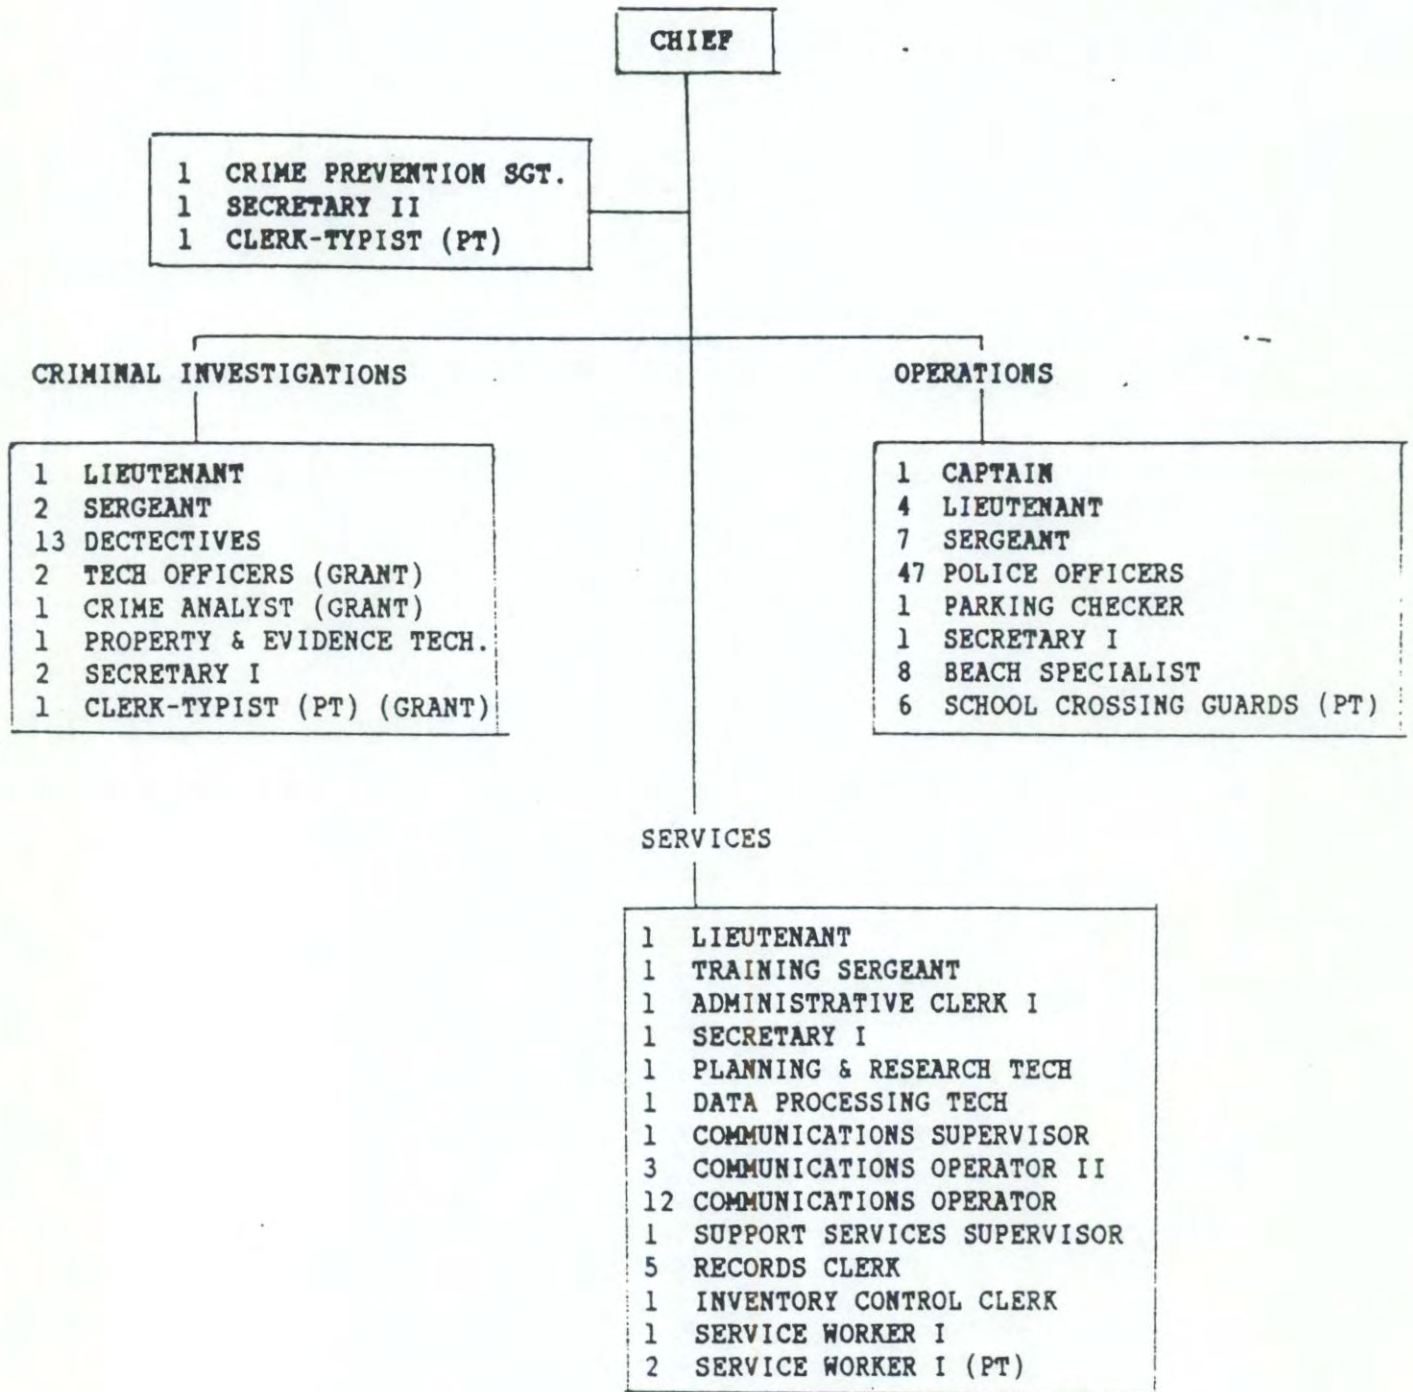 CHIEF
1 CRIME PREVENTION SGT.
1 SECRETARY II
1 CLERK-TYPIST (PT)
CRIMINAL INVESTIGATIONS
1 LIEUTENANT
2 SERGEANT
13 DECTECTIVES
2 TECH OFFICERS (GRANT)
1 CRIME ANALYST (GRANT)
1 PROPERTY & EVIDENCE TECH.
2 SECRETARY I
1 CLERK-TYPIST (PT) (GRANT)
OPERATIONS
1 CAPTAIN
4 LIEUTENANT
7 SERGEANT
47 POLICE OFFICERS
1 PARKING CHECKER
1 SECRETARY I
8 BEACH SPECIALIST
6 SCHOOL CROSSING GUARDS (PT)
SERVICES
1 LIEUTENANT
1 TRAINING SERGEANT
1 ADMINISTRATIVE CLERK I
1 SECRETARY I
1 PLANNING & RESEARCH TECH
1 DATA PROCESSING TECH
1 COMMUNICATIONS SUPERVISOR
3 COMMUNICATIONS OPERATOR II
12 COMMUNICATIONS OPERATOR
1 SUPPORT SERVICES SUPERVISOR
5 RECORDS CLERK
1 INVENTORY CONTROL CLERK
1 SERVICE WORKER I
2 SERVICE WORKER I (PT)